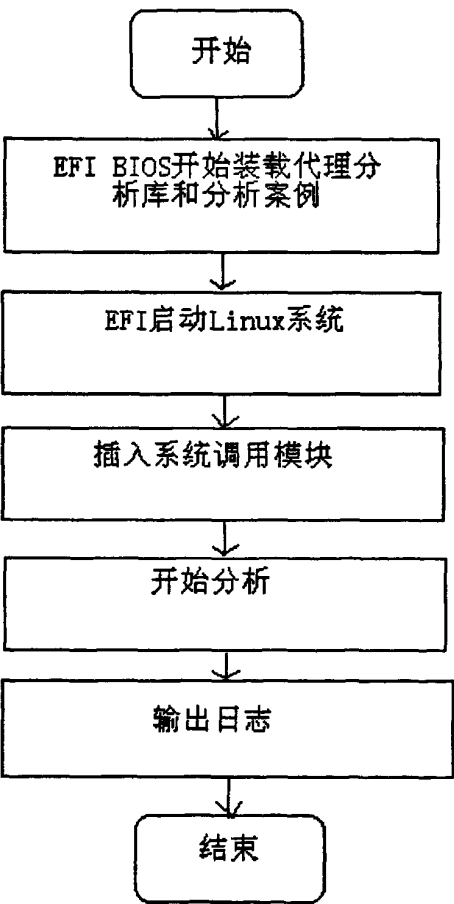 开始
EFI BIOS开始装载代理分
析库和分析案例
EFI启动Linux系统
插入系统调用模块
开始分析
输出日志
结束